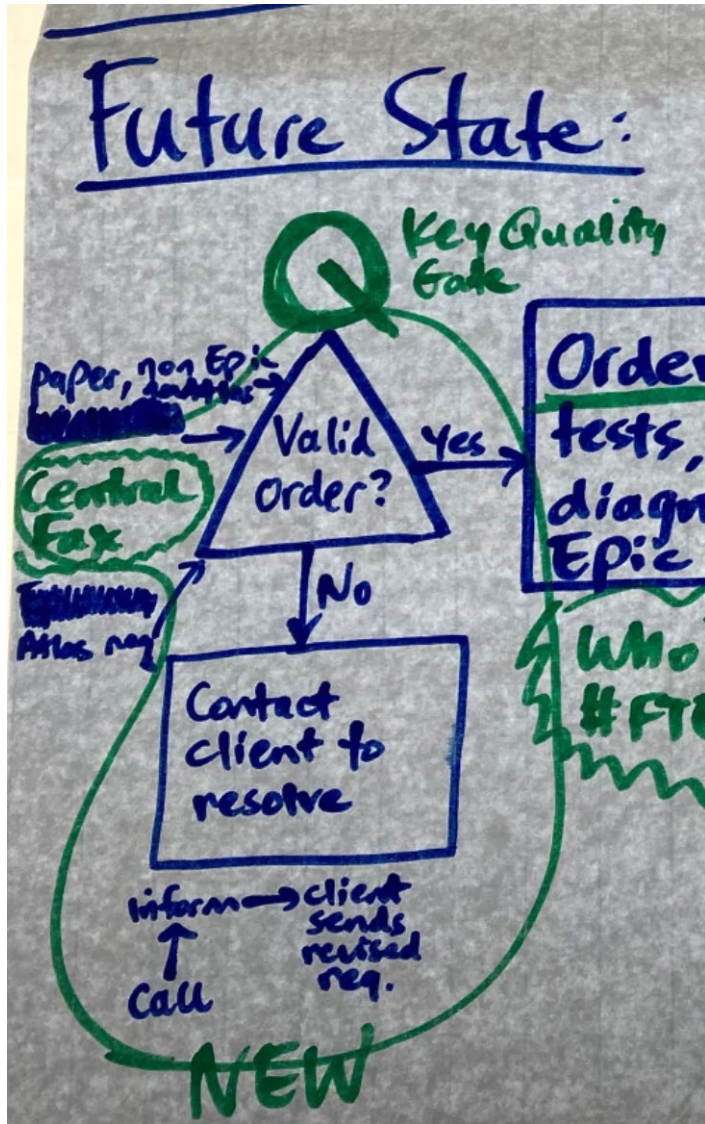 Future State:
Key Quality
Gate
paper, non Epic
Valid
Order?
Yes
Order
tests,
diagn
Epic
Central
Fax
No
Atlas req
Who
#FTE
Contact
client to
resolve
inform → client
sends
revised
req.
Call
NEW